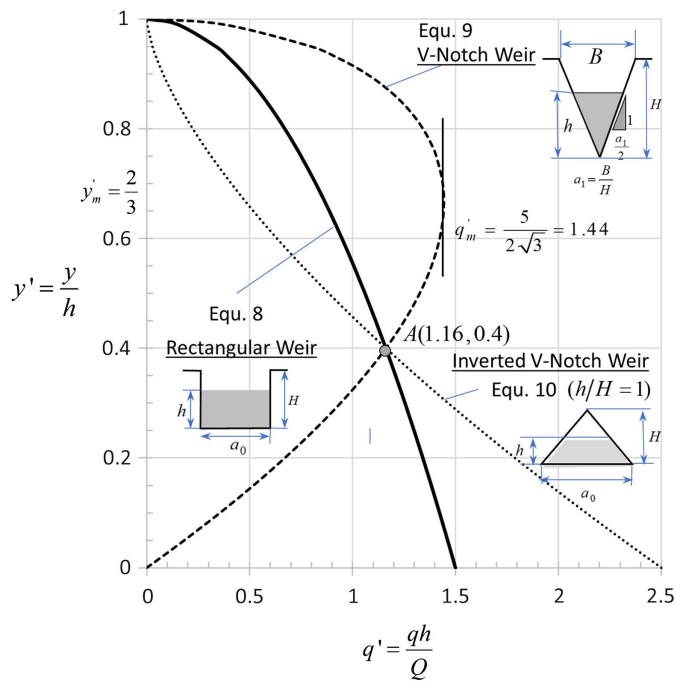 1
0.8
0.6
0.4
0.2
0
0
0.5
1
1.5
2
2.5
y' = y/h
q' = qh/Q
y'm = 2/3
Equ. 9
V-Notch Weir
B
H
h
1
a1/2
a1 = B/H
q'm = 5/2√3 = 1.44
Equ. 8
Rectangular Weir
h
H
a0
A(1.16, 0.4)
Inverted V-Notch Weir
Equ. 10 (h/H = 1)
h
H
a0